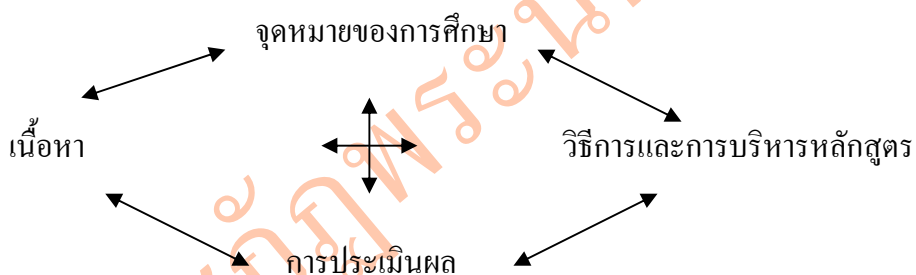 จุดหมายของการศึกษา
เนื้อหา
วิธีการและการบริหารหลักสูตร
การประเมินผล